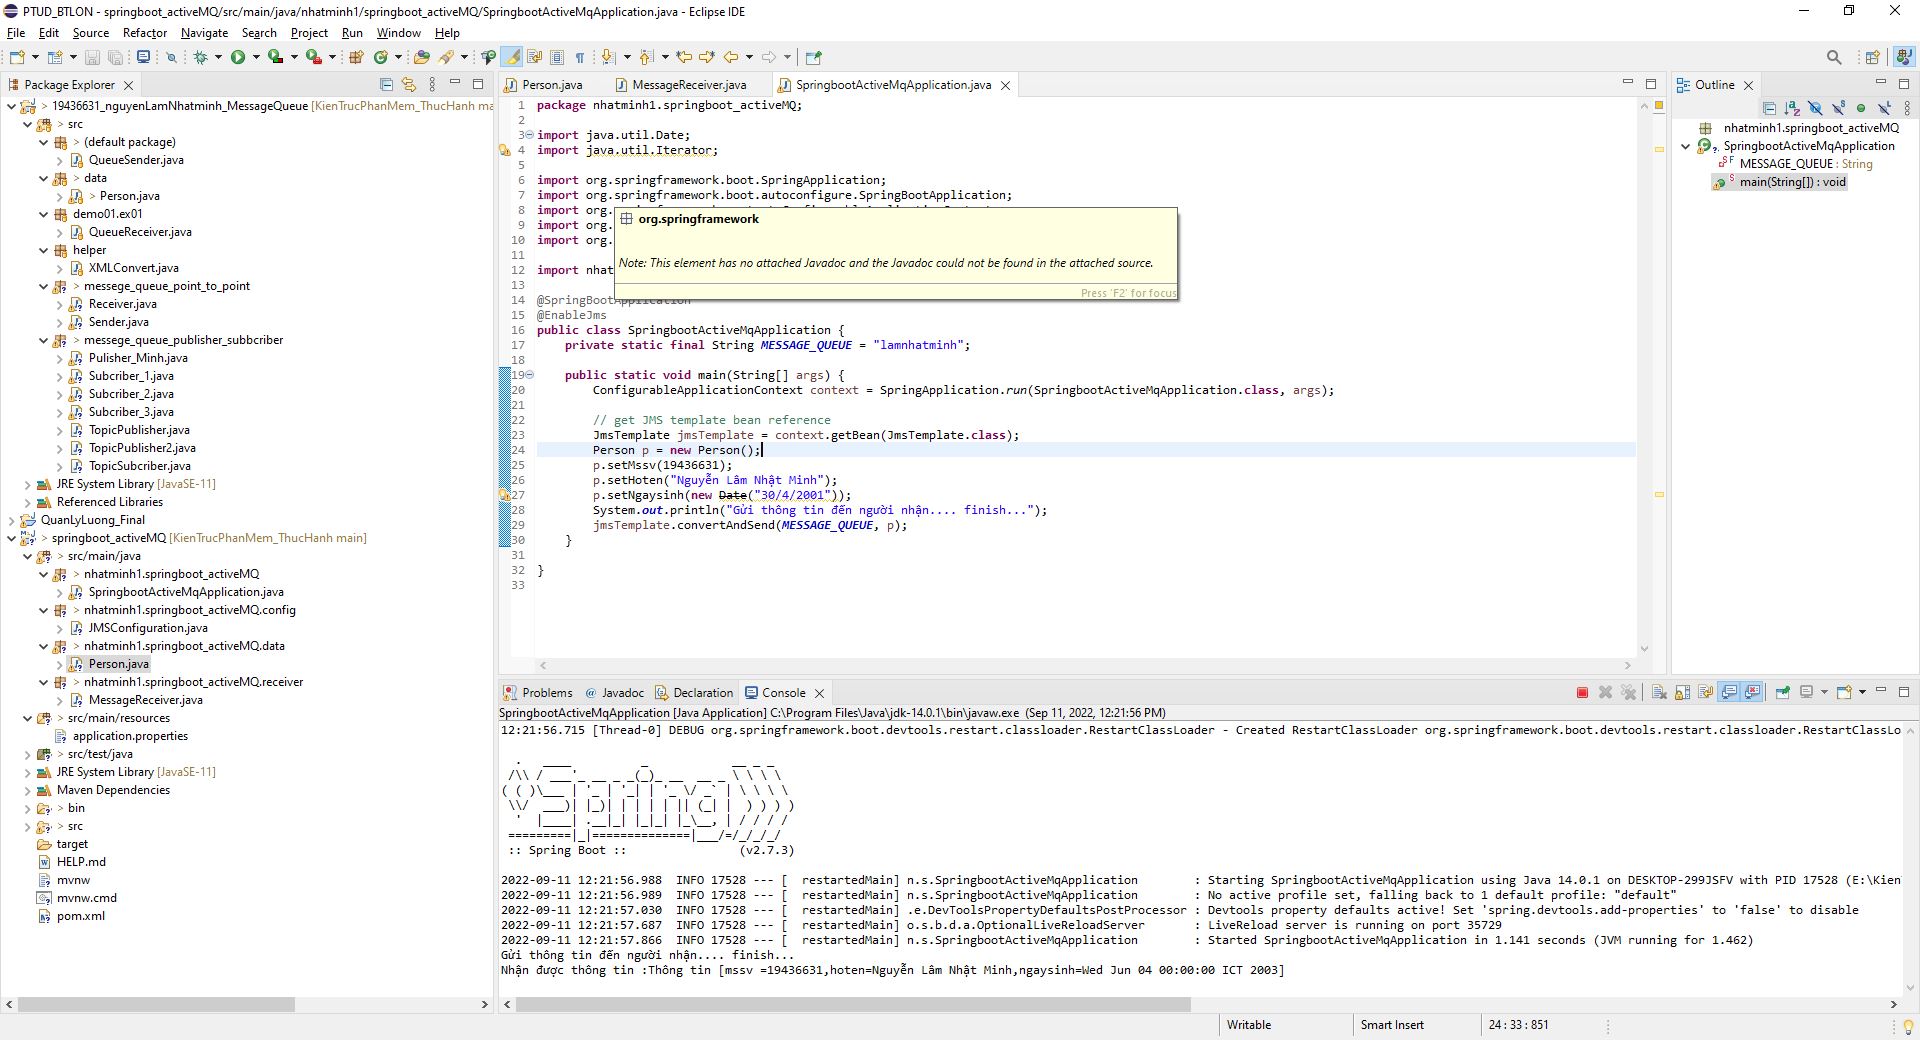 PTUD_BTLON - springboot_activeMQ/src/main/java/nhatminh1/springboot_activeMQ/SpringbootActiveMqApplication.java - Eclipse IDE
File Edit Source Refactor Navigate Search Project Run Window Help
Package Explorer
19436631_nguyenLamNhatminh_MessageQueue [KienTrucPhanMem_ThucHanh ma
> src
> (default package)
QueueSender.java
> data
> Person.java
demo01.ex01
QueueReceiver.java
helper
XMLConvert.java
> messege_queue_point_to_point
Receiver.java
Sender.java
> messege_queue_publisher_subbcriber
Pulisher_Minh.java
Subcriber_1.java
Subcriber_2.java
Subcriber_3.java
TopicPublisher.java
TopicPublisher2.java
TopicSubcriber.java
JRE System Library [JavaSE-11]
Referenced Libraries
QuanLyLuong_Final
> springboot_activeMQ [KienTrucPhanMem_ThucHanh main]
> src/main/java
> nhatminh1.springboot_activeMQ
> SpringbootActiveMqApplication.java
> nhatminh1.springboot_activeMQ.config
JMSConfiguration.java
> nhatminh1.springboot_activeMQ.data
Person.java
> nhatminh1.springboot_activeMQ.receiver
MessageReceiver.java
> src/main/resources
application.properties
> src/test/java
JRE System Library [JavaSE-11]
Maven Dependencies
> bin
> src
target
HELP.md
mvnw
mvnw.cmd
pom.xml
Person.java MessageReceiver.java SpringbootActiveMqApplication.java
1 package nhatminh1.springboot_activeMQ;
2
3 import java.util.Date;
4 import java.util.Iterator;
5
6 import org.springframework.boot.SpringApplication;
7 import org.springframework.boot.autoconfigure.SpringBootApplication;
8 import org.
9 import org.
10 import org.
11
12 import nhat
13
14 @SpringBootApplication
15 @EnableJms
16 public class SpringbootActiveMqApplication {
17 private static final String MESSAGE_QUEUE = "lamnhatminh";
18
19 public static void main(String[] args) {
20 ConfigurableApplicationContext context = SpringApplication.run(SpringbootActiveMqApplication.class, args);
21
22 // get JMS template bean reference
23 JmsTemplate jmsTemplate = context.getBean(JmsTemplate.class);
24 Person p = new Person();
25 p.setMssv(19436631);
26 p.setHoten("Nguyễn Lâm Nhật Minh");
27 p.setNgaysinh(new Date("30/4/2001"));
28 System.out.println("Gửi thông tin đến người nhận.... finish...");
29 jmsTemplate.convertAndSend(MESSAGE_QUEUE, p);
30 }
31
32 }
33
org.springframework
Note: This element has no attached Javadoc and the Javadoc could not be found in the attached source.
Press 'F2' for focus
Outline
nhatminh1.springboot_activeMQ
SpringbootActiveMqApplication
MESSAGE_QUEUE : String
main(String[]) : void
Problems @ Javadoc Declaration Console
SpringbootActiveMqApplication [Java Application] C:\Program Files\Java\jdk-14.0.1\bin\javaw.exe (Sep 11, 2022, 12:21:56 PM)
12:21:56.715 [Thread-0] DEBUG org.springframework.boot.devtools.restart.classloader.RestartClassLoader - Created RestartClassLoader org.springframework.boot.devtools.restart.classloader.RestartClassLo
:: Spring Boot :: (v2.7.3)
2022-09-11 12:21:56.988 INFO 17528 --- [ restartedMain] n.s.SpringbootActiveMqApplication : Starting SpringbootActiveMqApplication using Java 14.0.1 on DESKTOP-299JSFV with PID 17528 (E:\Kien
2022-09-11 12:21:56.989 INFO 17528 --- [ restartedMain] n.s.SpringbootActiveMqApplication : No active profile set, falling back to 1 default profile: "default"
2022-09-11 12:21:57.030 INFO 17528 --- [ restartedMain] .e.DevToolsPropertyDefaultsPostProcessor : Devtools property defaults active! Set 'spring.devtools.add-properties' to 'false' to disable
2022-09-11 12:21:57.687 INFO 17528 --- [ restartedMain] o.s.b.d.a.OptionalLiveReloadServer : LiveReload server is running on port 35729
2022-09-11 12:21:57.866 INFO 17528 --- [ restartedMain] n.s.SpringbootActiveMqApplication : Started SpringbootActiveMqApplication in 1.141 seconds (JVM running for 1.462)
Gửi thông tin đến người nhận.... finish...
Nhận được thông tin :Thông tin [mssv =19436631,hoten=Nguyễn Lâm Nhật Minh,ngaysinh=Wed Jun 04 00:00:00 ICT 2003]
Writable Smart Insert 24 : 33 : 851